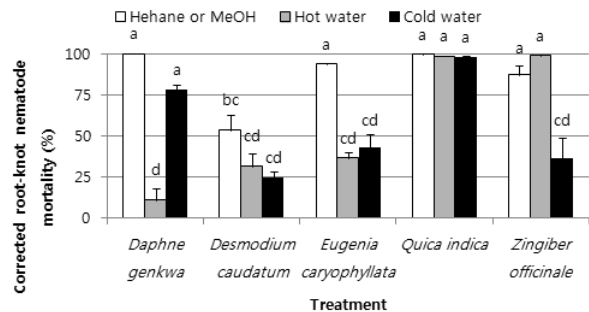 Hehane or MeOH Hot water Cold water
Corrected root-knot nematode
mortality (%)
100
75
50
25
0
a
d
a
bc
cd
cd
a
cd
cd
a a a
a
a
cd
Daphne
genkwa
Desmodium
caudatum
Eugenia
caryophyllata
Quica indica
Zingiber
officinale
Treatment